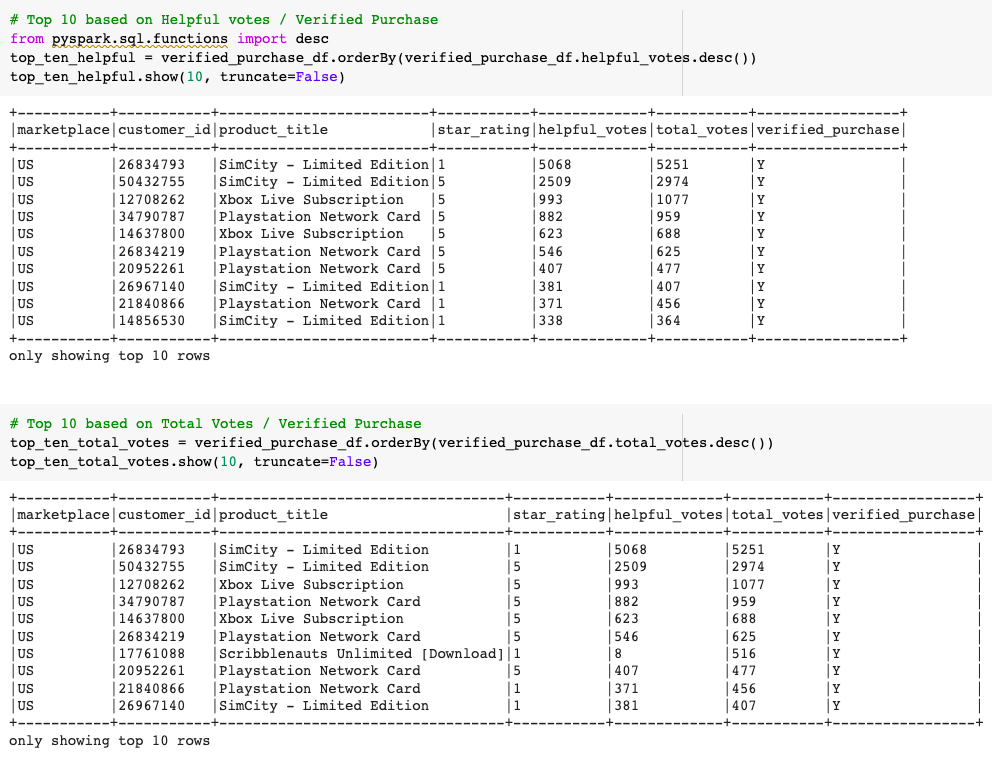 # Top 10 based on Helpful votes / Verified Purchase
from pyspark.sql.functions import desc
top_ten_helpful = verified_purchase_df.orderBy(verified_purchase_df.helpful_votes.desc())
top_ten_helpful.show(10, truncate=False)
+-----------+-----------+-------------------------+-----------+-------------+-----------+-----------------+
|marketplace|customer_id|product_title            |star_rating|helpful_votes|total_votes|verified_purchase|
+-----------+-----------+-------------------------+-----------+-------------+-----------+-----------------+
|US         |26834793   |SimCity - Limited Edition|1          |5068         |5251       |Y                |
|US         |50432755   |SimCity - Limited Edition|5          |2509         |2974       |Y                |
|US         |12708262   |Xbox Live Subscription   |5          |993          |1077       |Y                |
|US         |34790787   |Playstation Network Card |5          |882          |959        |Y                |
|US         |14637800   |Xbox Live Subscription   |5          |623          |688        |Y                |
|US         |26834219   |Playstation Network Card |5          |546          |625        |Y                |
|US         |20952261   |Playstation Network Card |5          |407          |477        |Y                |
|US         |26967140   |SimCity - Limited Edition|1          |381          |407        |Y                |
|US         |21840866   |Playstation Network Card |1          |371          |456        |Y                |
|US         |14856530   |SimCity - Limited Edition|1          |338          |364        |Y                |
+-----------+-----------+-------------------------+-----------+-------------+-----------+-----------------+
only showing top 10 rows
# Top 10 based on Total Votes / Verified Purchase
top_ten_total_votes = verified_purchase_df.orderBy(verified_purchase_df.total_votes.desc())
top_ten_total_votes.show(10, truncate=False)
+-----------+-----------+----------------------------------+-----------+-------------+-----------+-----------------+
|marketplace|customer_id|product_title                     |star_rating|helpful_votes|total_votes|verified_purchase|
+-----------+-----------+----------------------------------+-----------+-------------+-----------+-----------------+
|US         |26834793   |SimCity - Limited Edition         |1          |5068         |5251       |Y                |
|US         |50432755   |SimCity - Limited Edition         |5          |2509         |2974       |Y                |
|US         |12708262   |Xbox Live Subscription            |5          |993          |1077       |Y                |
|US         |34790787   |Playstation Network Card          |5          |882          |959        |Y                |
|US         |14637800   |Xbox Live Subscription            |5          |623          |688        |Y                |
|US         |26834219   |Playstation Network Card          |5          |546          |625        |Y                |
|US         |17761088   |Scribblenauts Unlimited [Download]|1          |8            |516        |Y                |
|US         |20952261   |Playstation Network Card          |5          |407          |477        |Y                |
|US         |21840866   |Playstation Network Card          |1          |371          |456        |Y                |
|US         |26967140   |SimCity - Limited Edition         |1          |381          |407        |Y                |
+-----------+-----------+----------------------------------+-----------+-------------+-----------+-----------------+
only showing top 10 rows